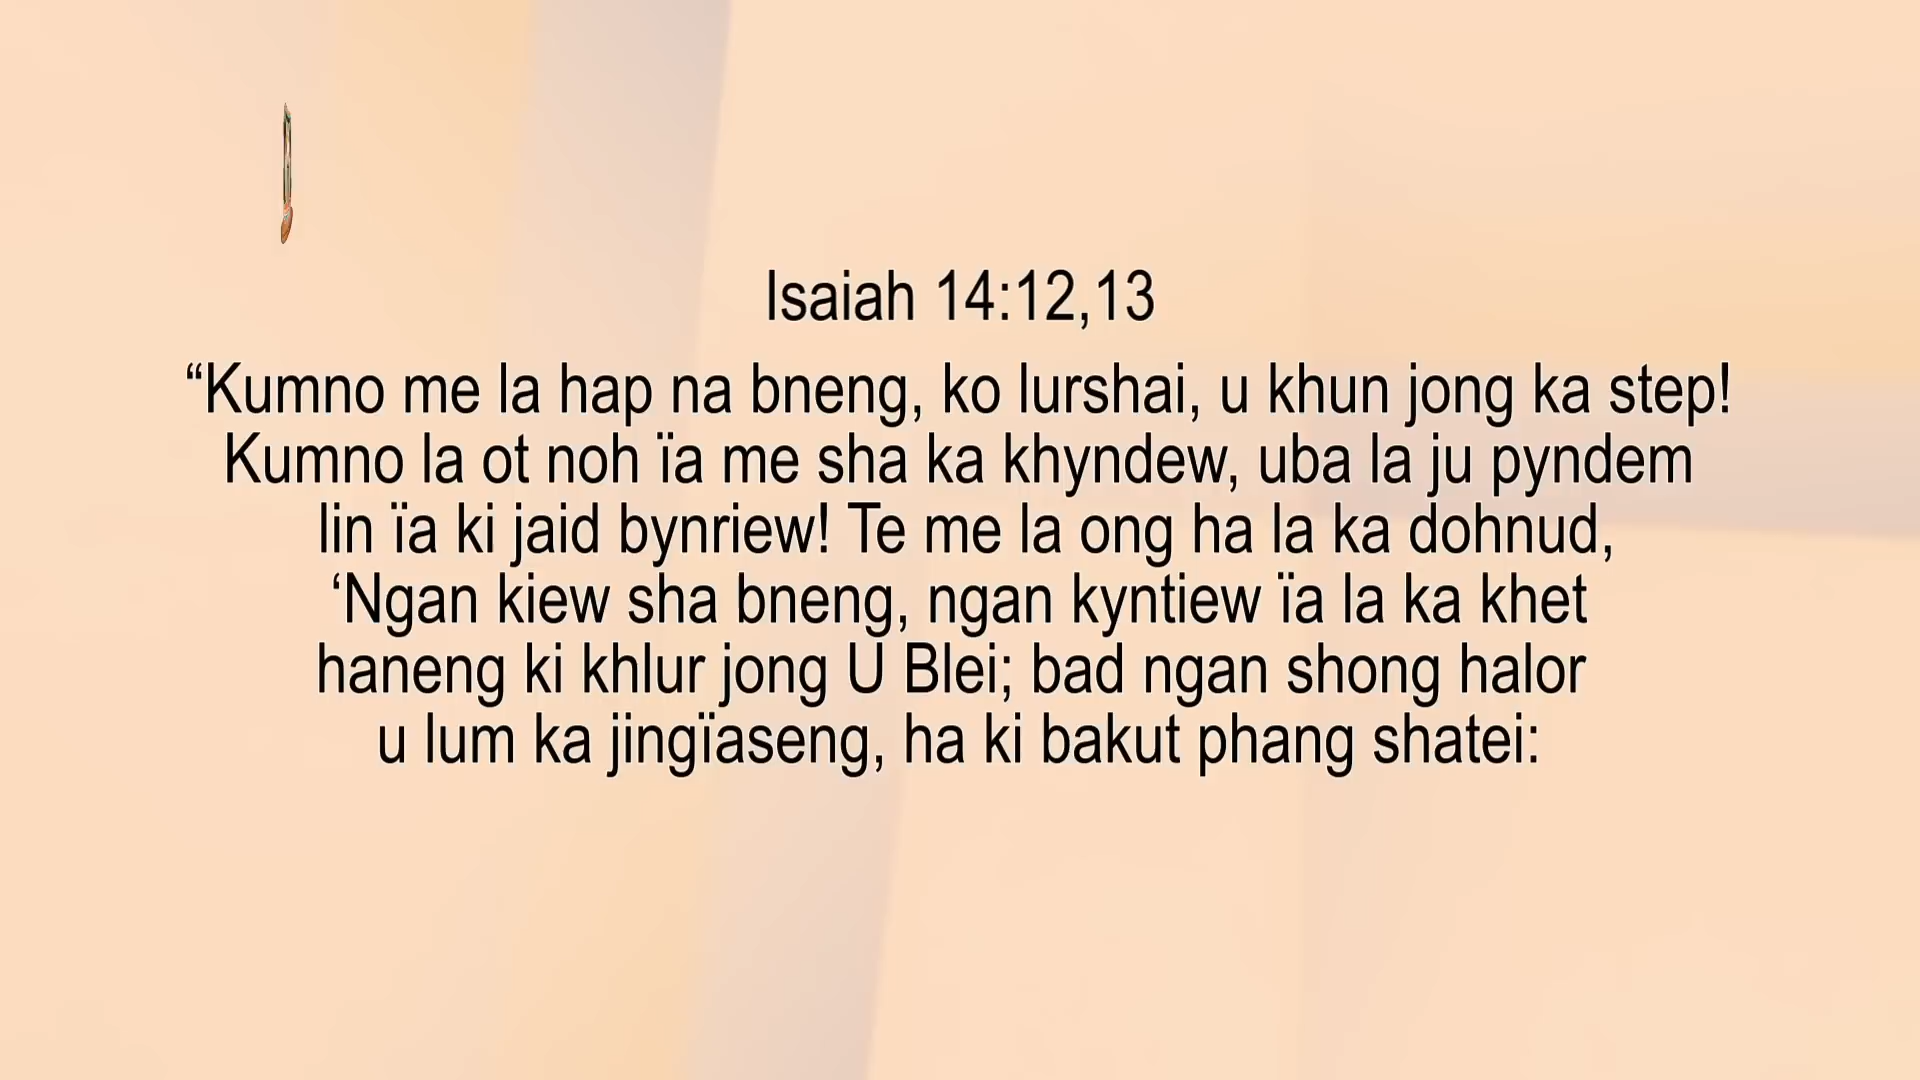 Isaiah 14:12,13
“Kumno me la hap na bneng, ko lurshai, u khun jong ka step!
Kumno la ot noh ïa me sha ka khyndew, uba la ju pyndem
lin ïa ki jaid bynriew! Te me la ong ha la ka dohnud,
‘Ngan kiew sha bneng, ngan kyntiew ïa la ka khet
haneng ki khlur jong U Blei; bad ngan shong halor
u lum ka jingïaseng, ha ki bakut phang shatei: